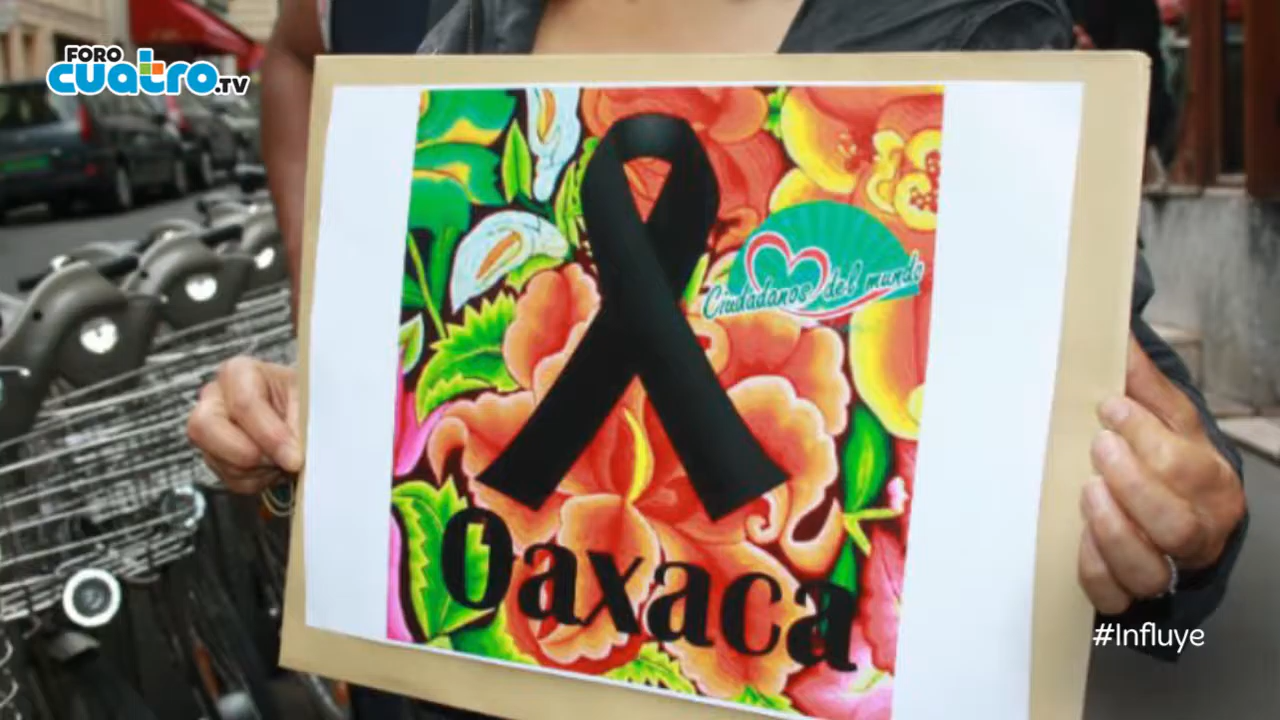 FORO
cuatro.TV
Ciudadanos del mundo
Oaxaca
#Influye